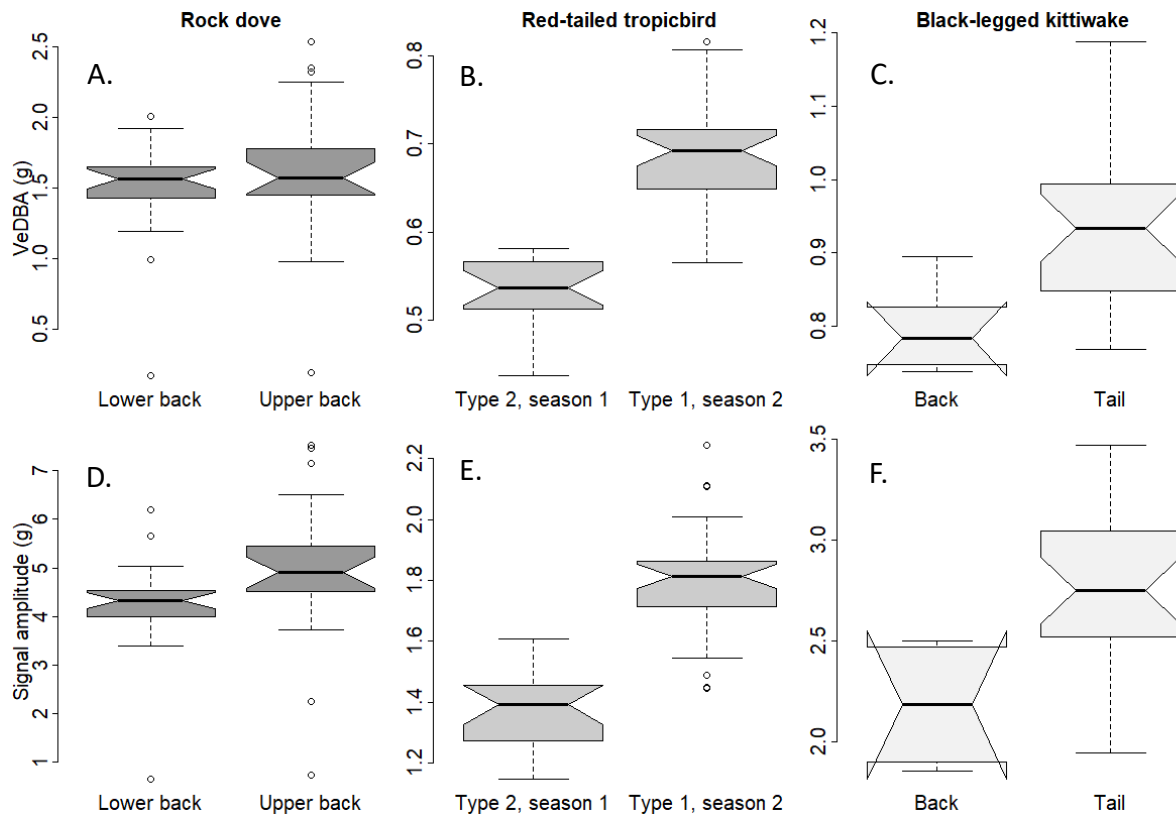 Rock dove
Red-tailed tropicbird
Black-legged kittiwake
A.
B.
C.
VeDBA (g)
2.5
2.0
1.5
1.0
0.5
0.8
0.7
0.6
0.5
1.2
1.1
1.0
0.9
0.8
Lower back
Upper back
Type 2, season 1
Type 1, season 2
Back
Tail
D.
E.
F.
Signal amplitude (g)
7
6
5
4
3
2
1
2.2
2.0
1.8
1.6
1.4
1.2
3.5
3.0
2.5
2.0
Lower back
Upper back
Type 2, season 1
Type 1, season 2
Back
Tail